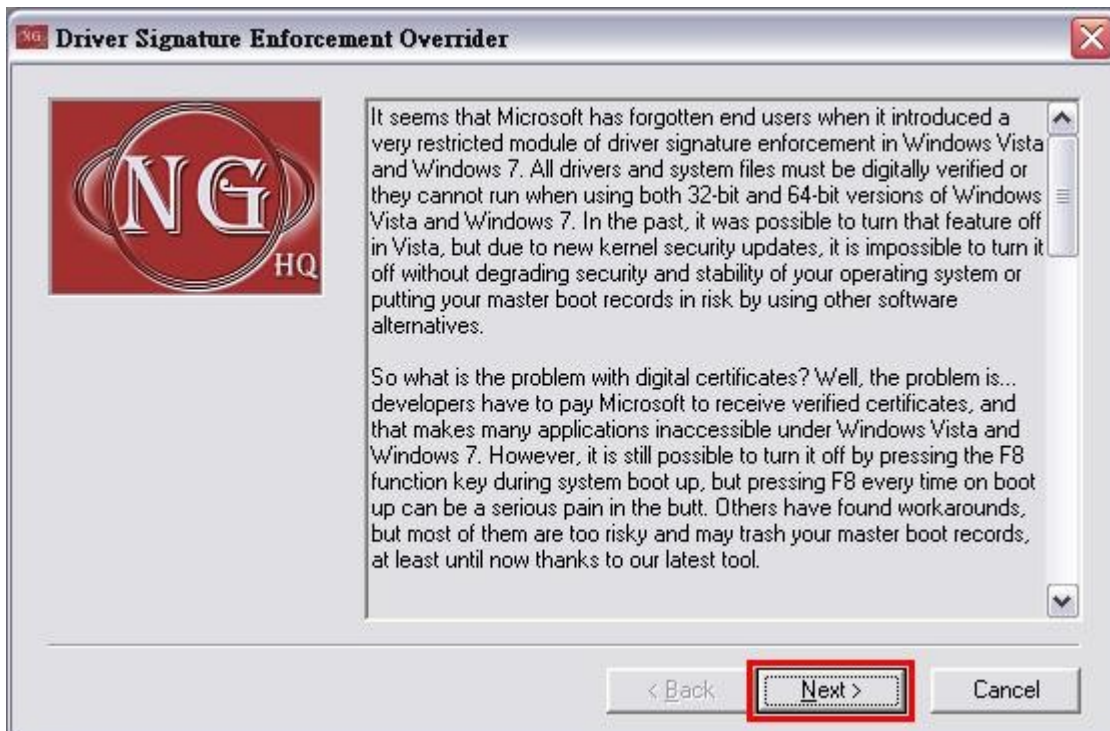 NG Driver Signature Enforcement Overrider
NG
HQ
It seems that Microsoft has forgotten end users when it introduced a
very restricted module of driver signature enforcement in Windows Vista
and Windows 7. All drivers and system files must be digitally verified or
they cannot run when using both 32-bit and 64-bit versions of Windows
Vista and Windows 7. In the past, it was possible to turn that feature off
in Vista, but due to new kernel security updates, it is impossible to turn it
off without degrading security and stability of your operating system or
putting your master boot records in risk by using other software
alternatives.
So what is the problem with digital certificates? Well, the problem is...
developers have to pay Microsoft to receive verified certificates, and
that makes many applications inaccessible under Windows Vista and
Windows 7. However, it is still possible to turn it off by pressing the F8
function key during system boot up, but pressing F8 every time on boot
up can be a serious pain in the butt. Others have found workarounds,
but most of them are too risky and may trash your master boot records,
at least until now thanks to our latest tool.
< Back Next > Cancel